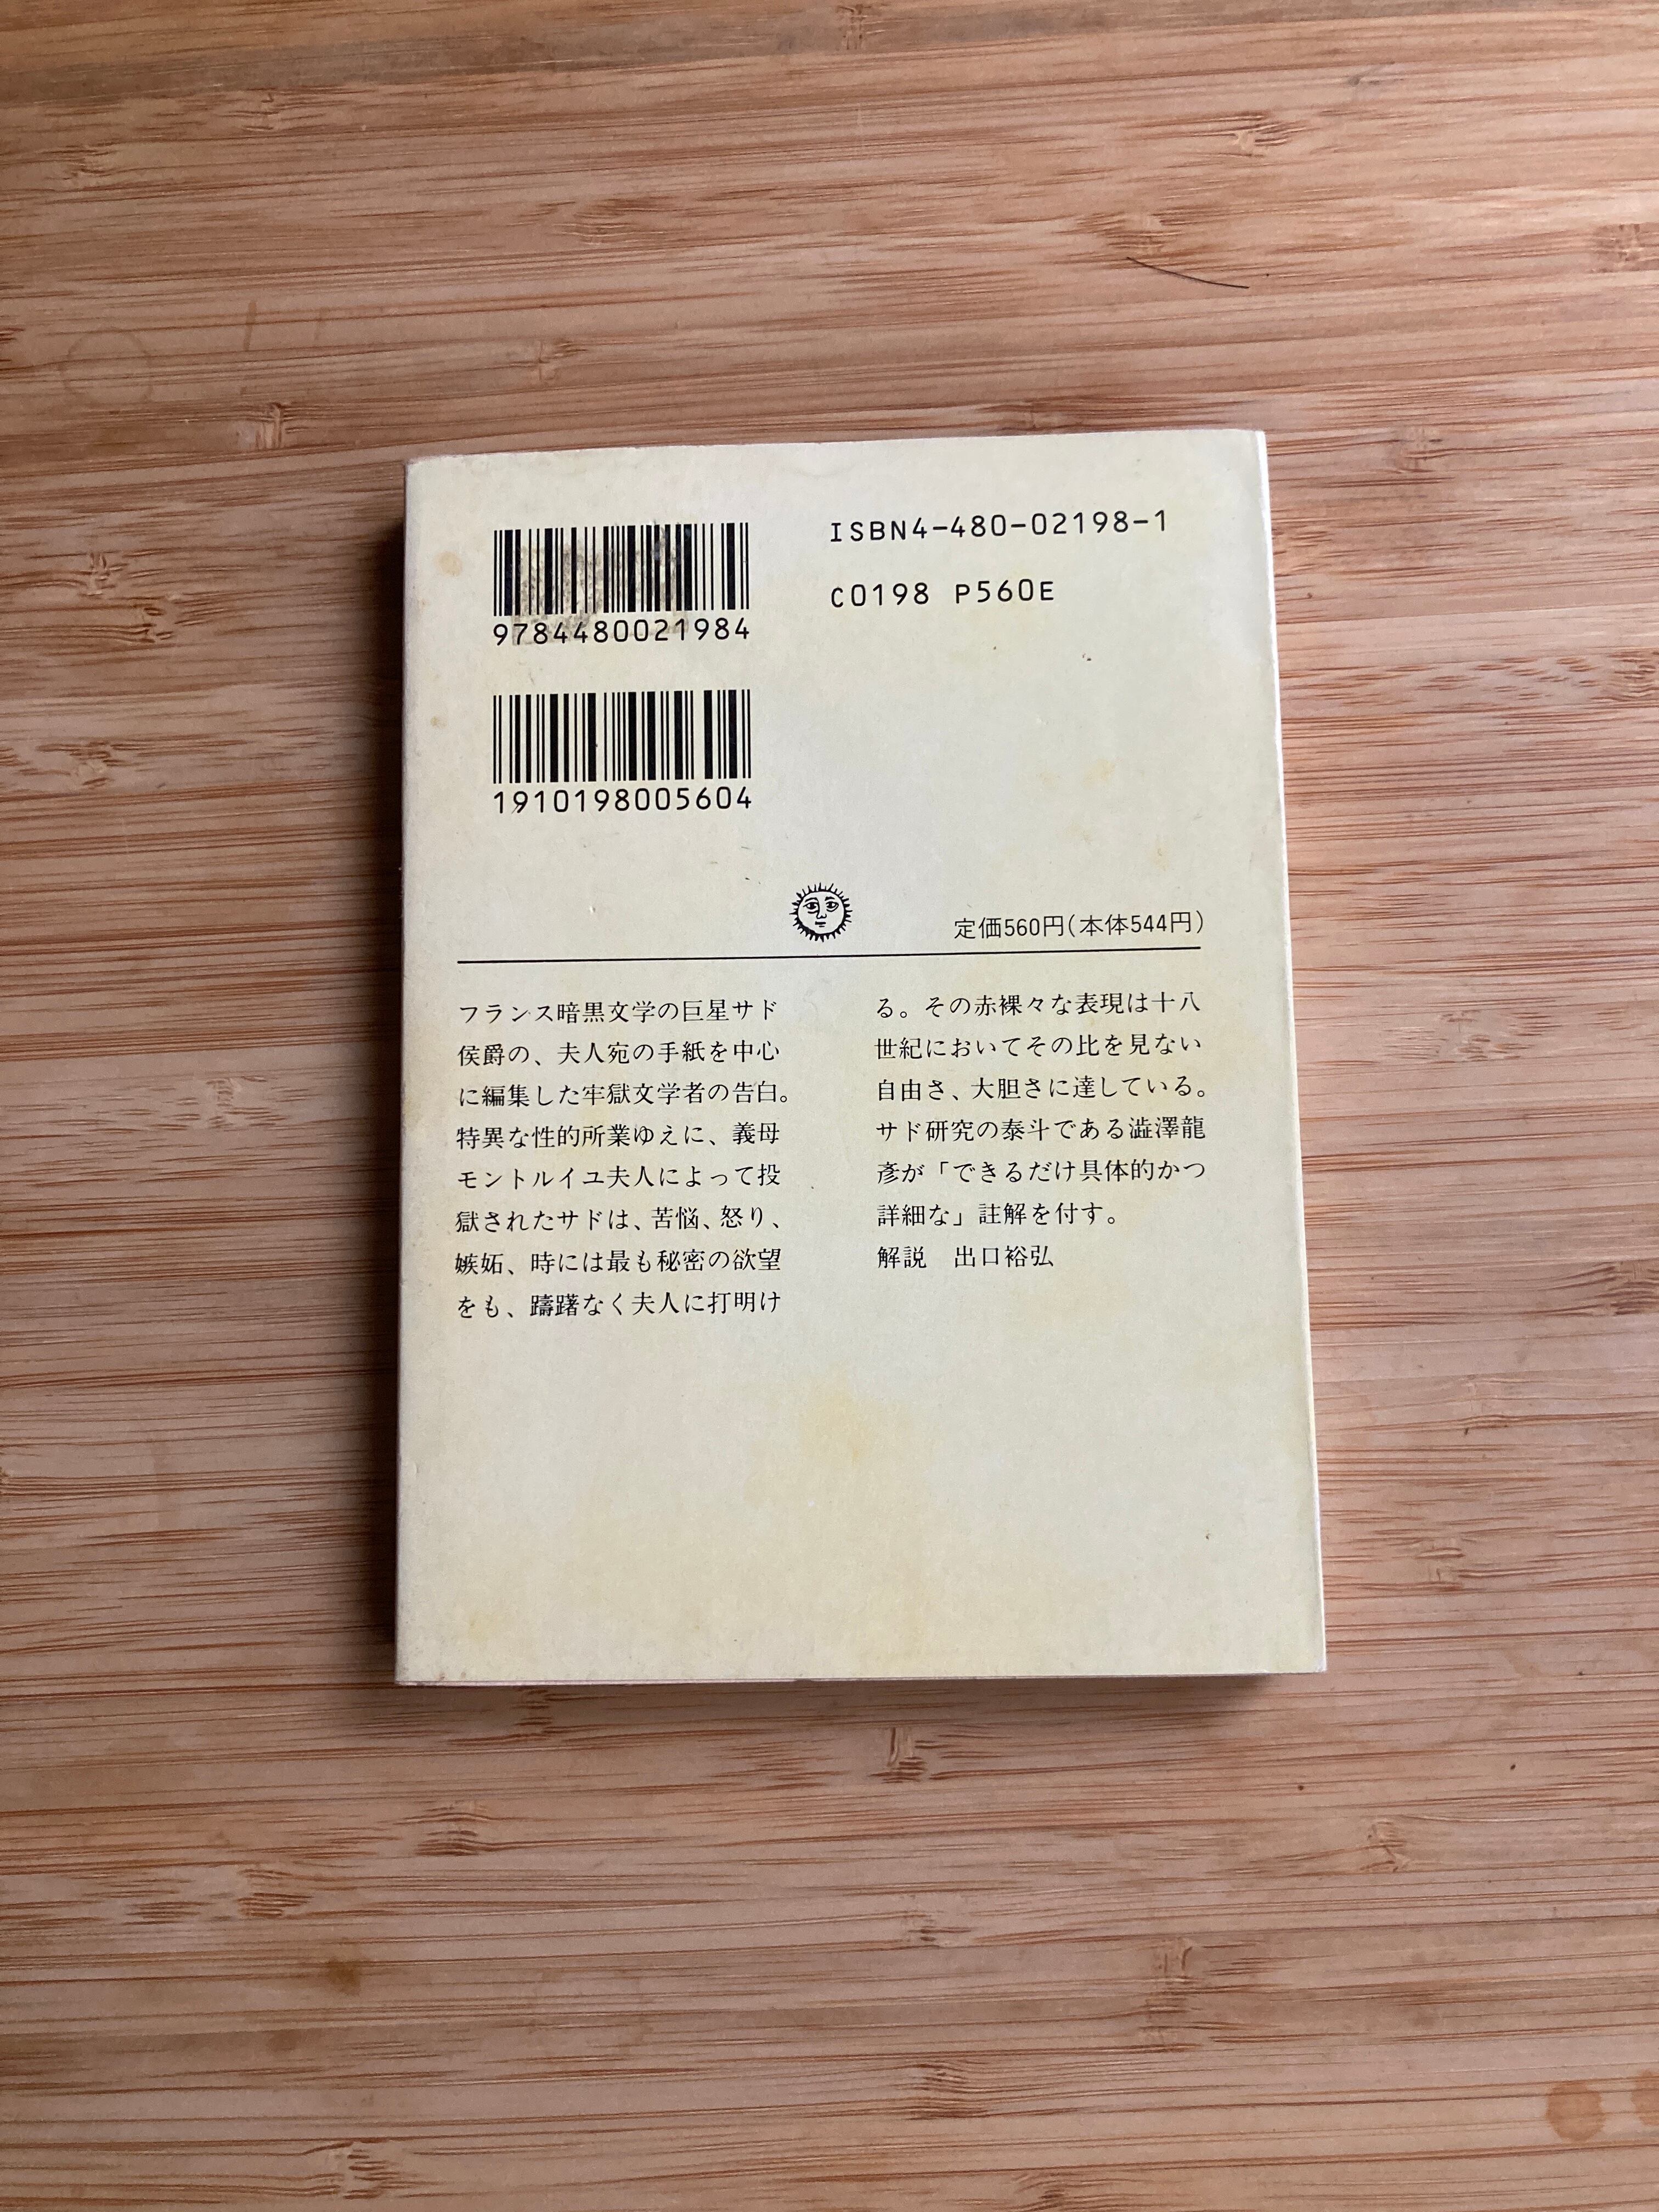 ISBN4-480-02198-1
C0198 P560E
9784480021984
1910198005604
定価560円(本体544円)
フランス暗黒文学の巨星サド
侯爵の、夫人宛の手紙を中心
に編集した牢獄文学者の告白。
特異な性的所業ゆえに、義母
モントルイユ夫人によって投
獄されたサドは、苦悩、怒り、
嫉妬、時には最も秘密の欲望
をも、躊躇なく夫人に打明け
る。その赤裸々な表現は十八
世紀においてその比を見ない
自由さ、大胆さに達している。
サド研究の泰斗である澁澤龍
彥が「できるだけ具体的かつ
詳細な」註解を付す。
解説　出口裕弘